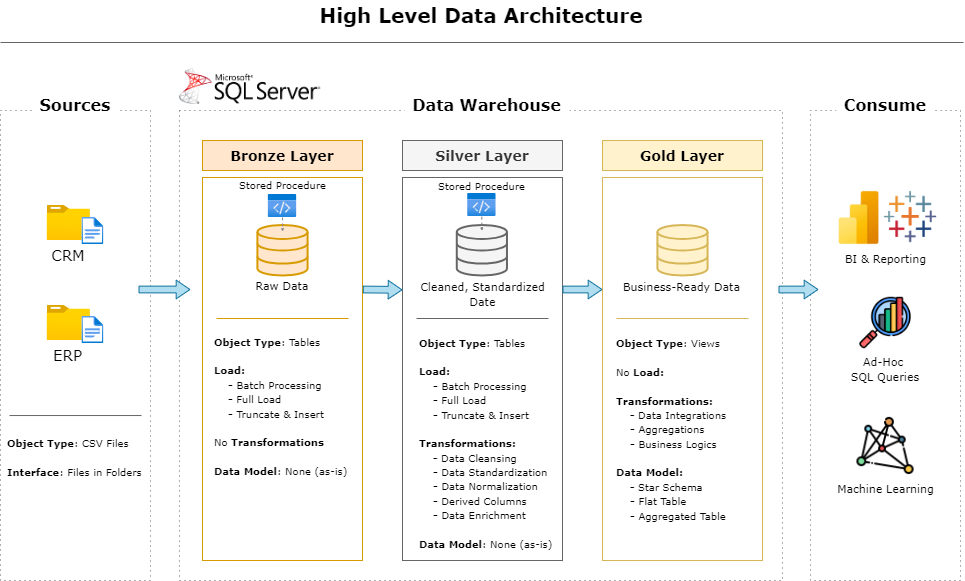 High Level Data Architecture
Sources
CRM
ERP
Object Type: CSV Files
Interface: Files in Folders
Microsoft®
SQL Server®
Data Warehouse
Bronze Layer
Stored Procedure
</>
Raw Data
Object Type: Tables
Load:
- Batch Processing
- Full Load
- Truncate & Insert
No Transformations
Data Model: None (as-is)
Silver Layer
Stored Procedure
</>
Cleaned, Standardized
Date
Object Type: Tables
Load:
- Batch Processing
- Full Load
- Truncate & Insert
Transformations:
- Data Cleansing
- Data Standardization
- Data Normalization
- Derived Columns
- Data Enrichment
Data Model: None (as-is)
Gold Layer
Business-Ready Data
Object Type: Views
No Load:
Transformations:
- Data Integrations
- Aggregations
- Business Logics
Data Model:
- Star Schema
- Flat Table
- Aggregated Table
Consume
BI & Reporting
Ad-Hoc
SQL Queries
Machine Learning